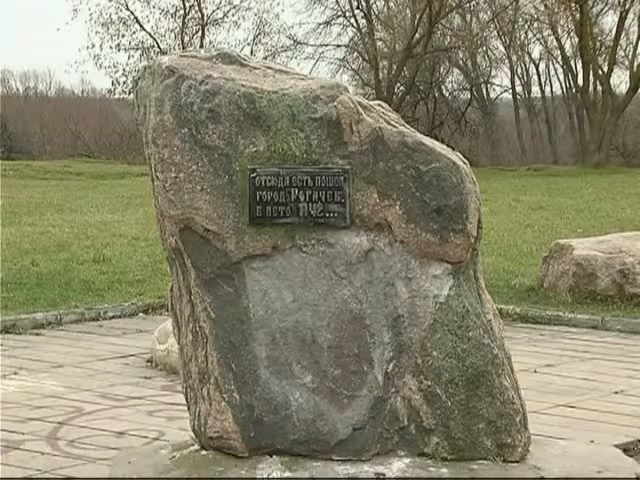 отсюда есть пошел
город Рогачев.
в лето 1142...